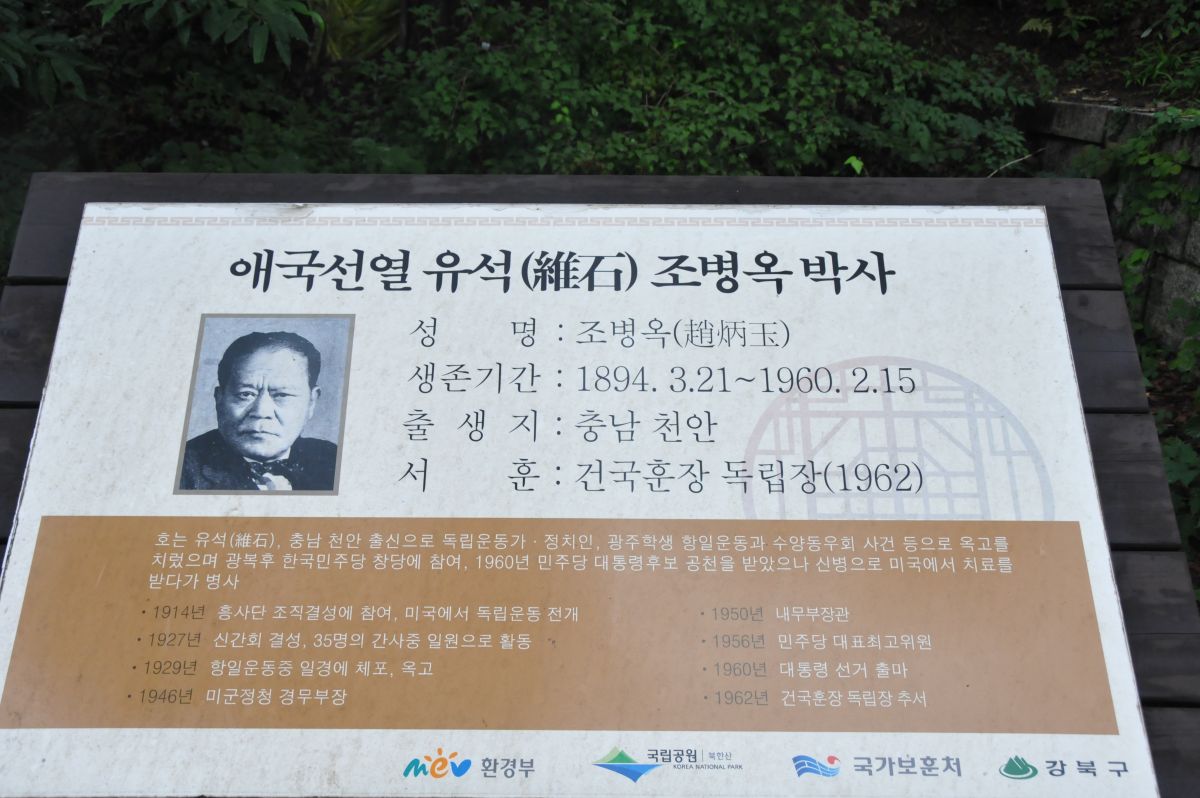 애국선열 유석(維石) 조병옥 박사
성 명 : 조병옥(趙炳玉)
생존기간 : 1894. 3.21~1960. 2.15
출 생 지 : 충남 천안
서 훈 : 건국훈장 독립장(1962)
호는 유석(維石), 충남 천안 출신으로 독립운동가 · 정치인, 광주학생 항일운동과 수양동우회 사건 등으로 옥고를
치렀으며 광복후 한국민주당 창당에 참여, 1960년 민주당 대통령후보 공천을 받았으나 신병으로 미국에서 치료를
받다가 병사
· 1914년 흥사단 조직결성에 참여, 미국에서 독립운동 전개
· 1927년 신간회 결성, 35명의 간사중 일원으로 활동
· 1929년 항일운동중 일경에 체포, 옥고
· 1946년 미군정청 경무부장
· 1950년 내무부장관
· 1956년 민주당 대표최고위원
· 1960년 대통령 선거 출마
· 1962년 건국훈장 독립장 추서
mev 환경부
국립공원 | 북한산
KOREA NATIONAL PARK
국가보훈처
강북구